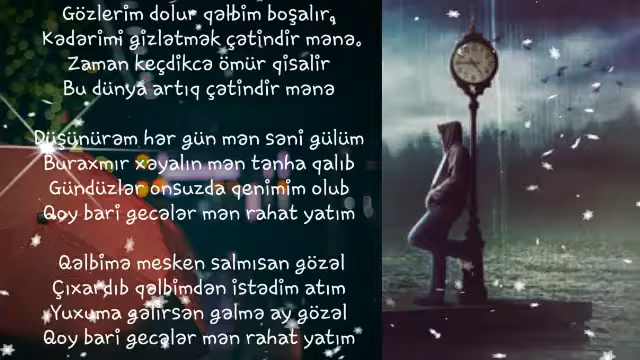 Gözlerim dolur qəlbim boşalır,
Kədərimi gizlətmək çətindir mənə.
Zaman keçdikcə ömür qisalir
Bu dünya artıq çətindir mənə
Düşünürəm hər gün mən səni gülüm
Buraxmır xəyalın mən tənha qalıb
Gündüzlər onsuzda qenimim olub
Qoy bari gecələr mən rahat yatım
Qəlbimə mesken salmısan gözəl
Çıxardıb qəlbimdən istədim atım
Yuxuma gəlirsən gəlmə ay gözəl
Qoy bari gecələr mən rahat yatım